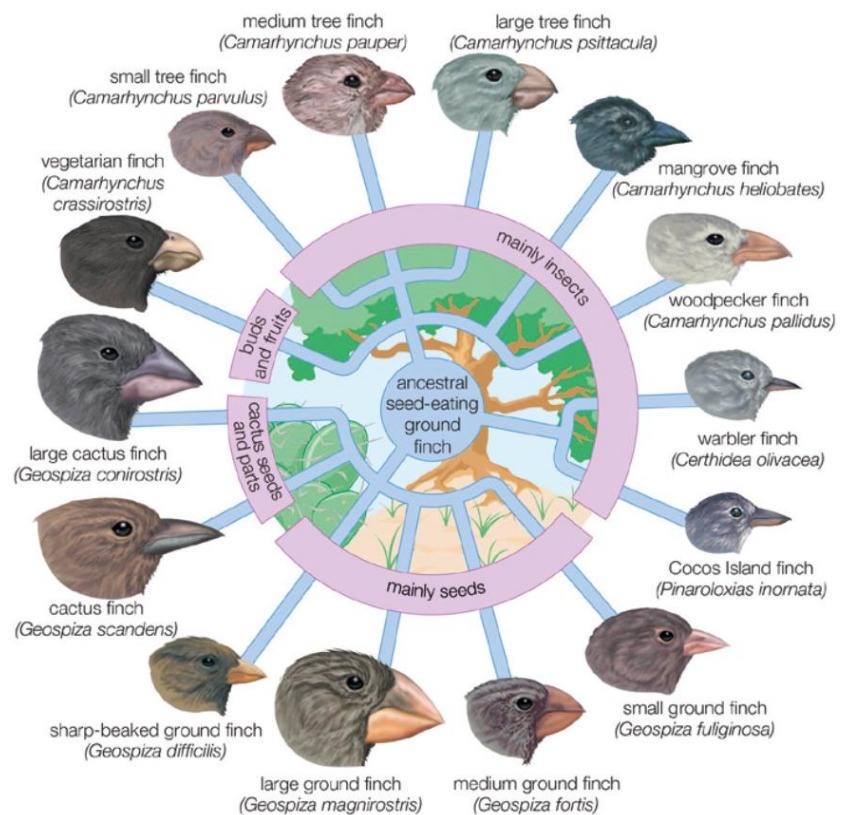 medium tree finch
(Camarhynchus pauper)
large tree finch
(Camarhynchus psittacula)
small tree finch
(Camarhynchus parvulus)
mangrove finch
(Camarhynchus heliobates)
vegetarian finch
(Camarhynchus
crassirostris)
woodpecker finch
(Camarhynchus pallidus)
mainly insects
buds
and fruits
ancestral
seed-eating
ground
finch
cactus seeds
and parts
warbler finch
(Certhidea olivacea)
large cactus finch
(Geospiza conirostris)
Cocos Island finch
(Pinaroloxias inornata)
mainly seeds
cactus finch
(Geospiza scandens)
small ground finch
(Geospiza fuliginosa)
sharp-beaked ground finch
(Geospiza difficilis)
large ground finch
(Geospiza magnirostris)
medium ground finch
(Geospiza fortis)